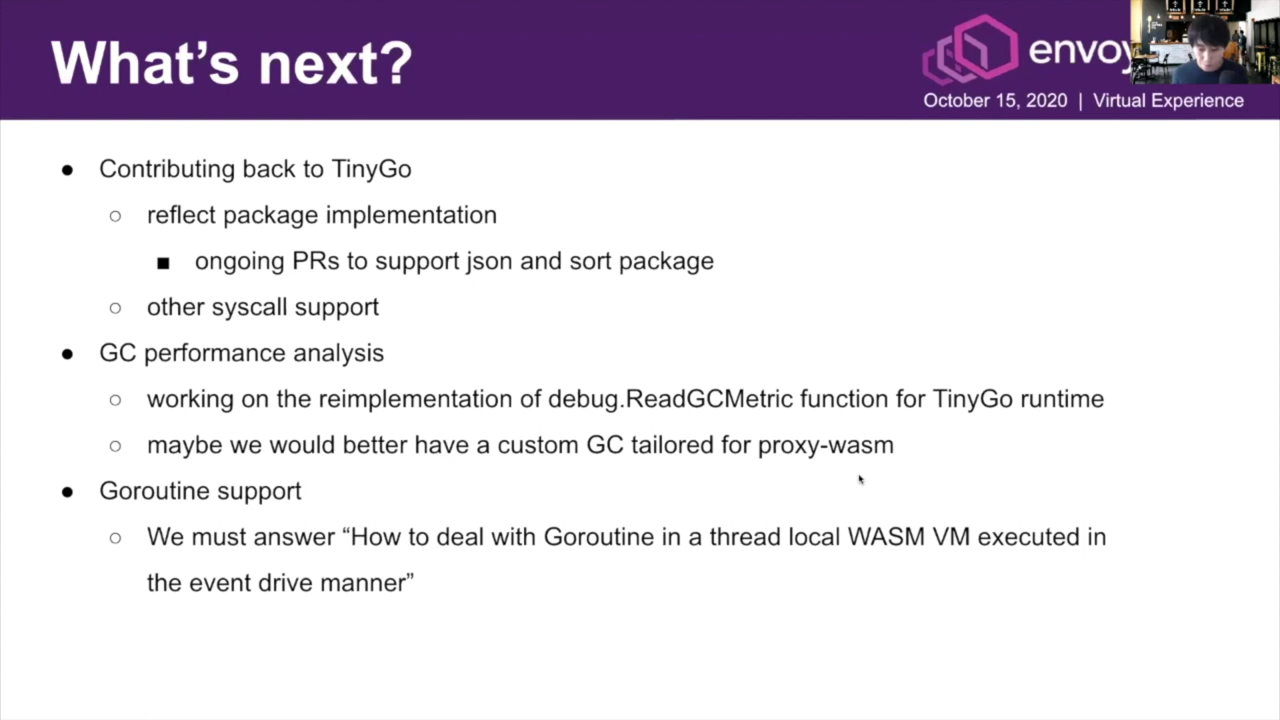 What's next?
envoy
October 15, 2020 | Virtual Experience
● Contributing back to TinyGo
○ reflect package implementation
■ ongoing PRs to support json and sort package
○ other syscall support
● GC performance analysis
○ working on the reimplementation of debug.ReadGCMetric function for TinyGo runtime
○ maybe we would better have a custom GC tailored for proxy-wasm
● Goroutine support
○ We must answer “How to deal with Goroutine in a thread local WASM VM executed in
the event drive manner”